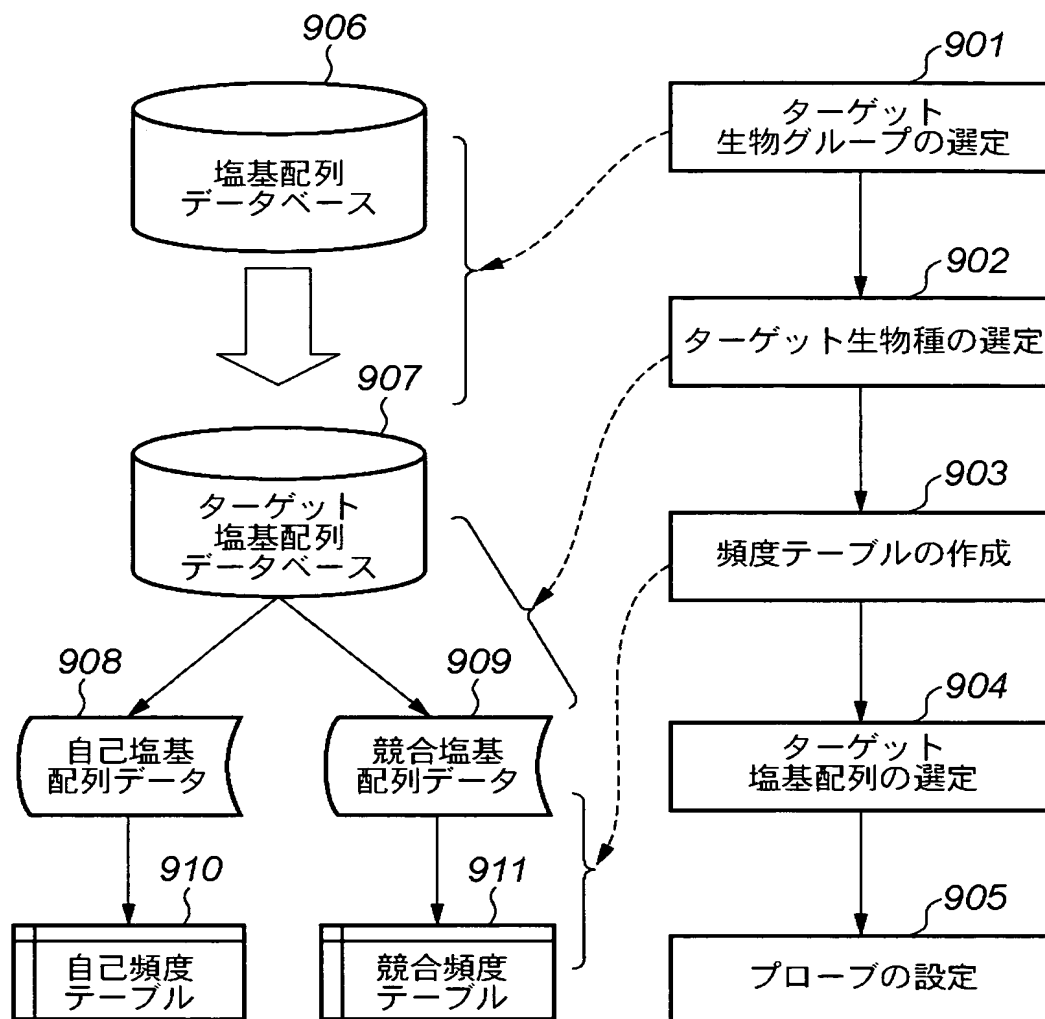 906
塩基配列
データベース
907
ターゲット
塩基配列
データベース
908
自己塩基
配列データ
909
競合塩基
配列データ
910
自己頻度
テーブル
911
競合頻度
テーブル
901
ターゲット
生物グループの選定
902
ターゲット生物種の選定
903
頻度テーブルの作成
904
ターゲット
塩基配列の選定
905
プローブの設定